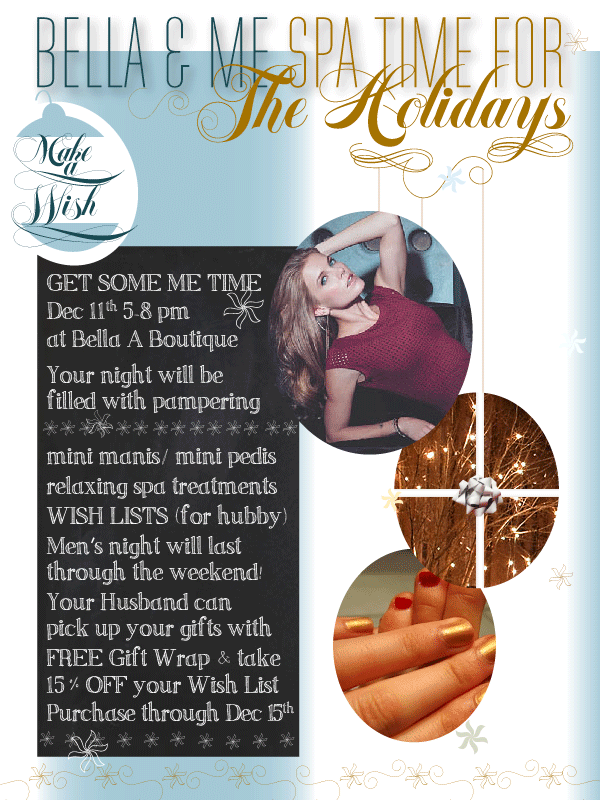 BELLA & ME SPA TIME FOR
The Holidays
Make
a
Wish
GET SOME ME TIME
Dec 11th 5-8 pm
at Bella A Boutique
Your night will be
filled with pampering
mini manis/ mini pedis
relaxing spa treatments
WISH LISTS (for hubby)
Men's night will last
through the weekend!
Your Husband can
pick up your gifts with
FREE Gift Wrap & take
15% OFF your Wish List
Purchase through Dec 15th